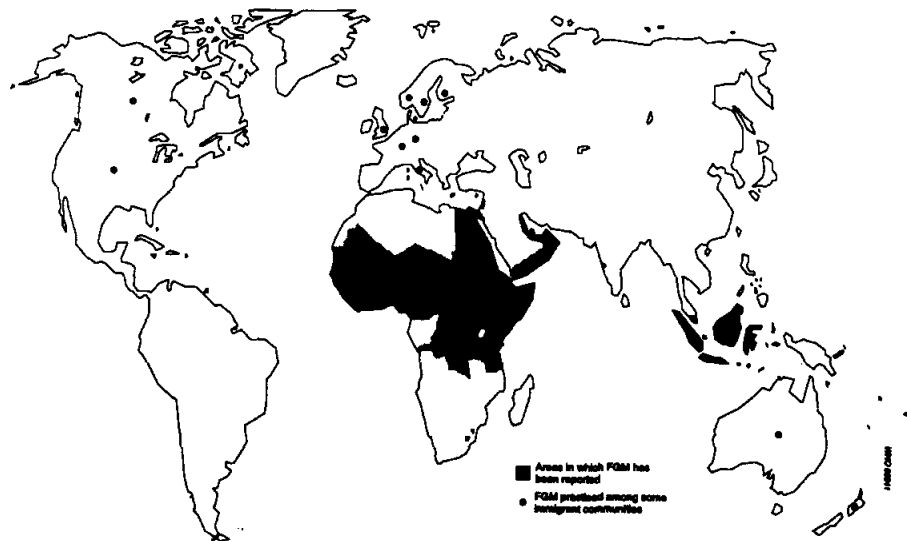 Areas in which FGM has
been reported
FGM practised among some
immigrant communities